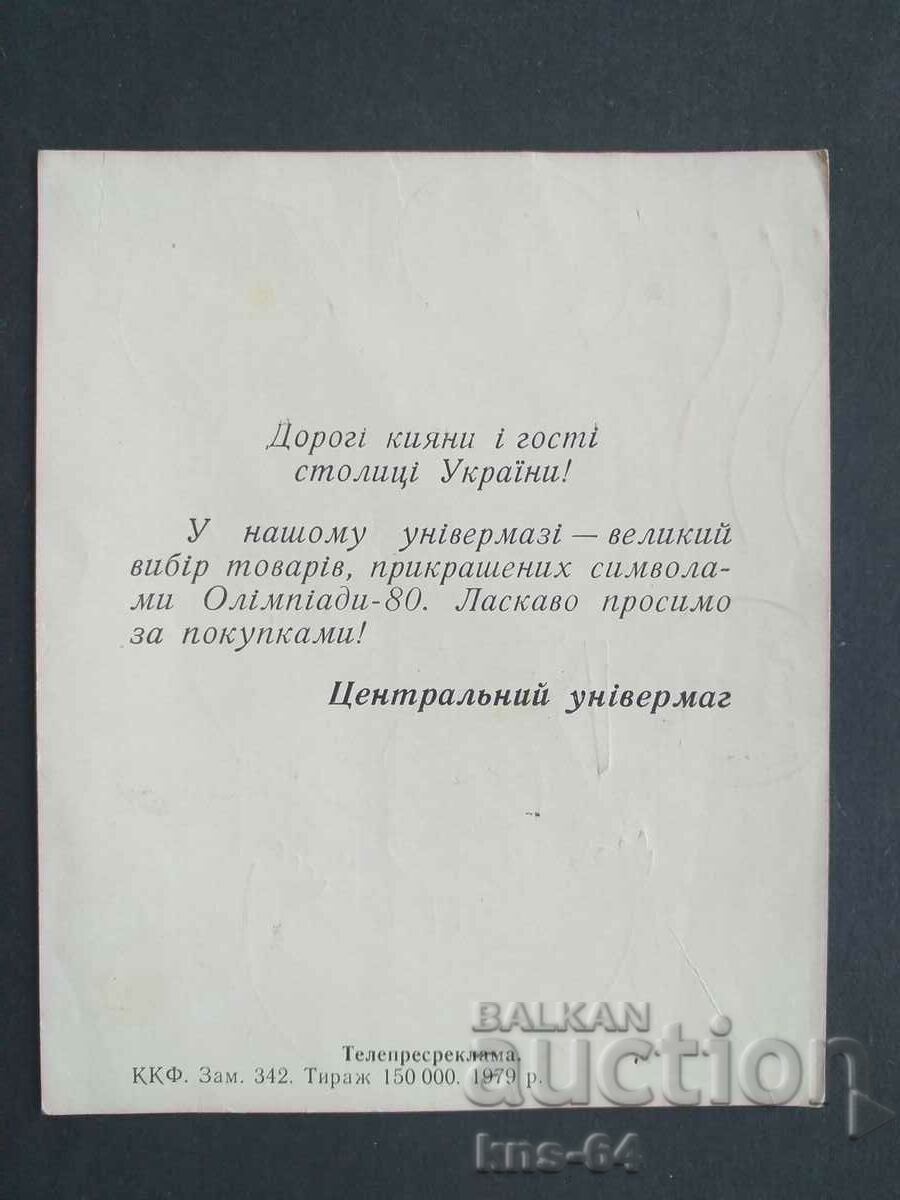 Дорогі кияни і гості
столиці України!
У нашому універмазі — великий
вибір товарів, прикрашених символа-
ми Олімпіади-80. Ласкаво просимо
за покупками!
Центральний універмаг
Телепресреклама.
ККФ. Зам. 342. Тираж 150 000. 1979 р.
BALKAN
auction
kns-64